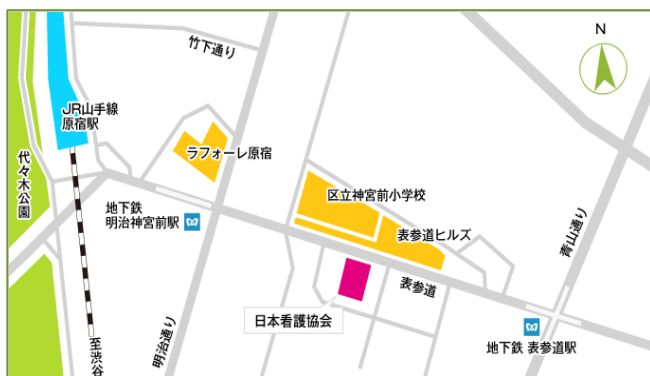 N
竹下通り
JR山手線
原宿駅
ラフォーレ原宿
代々木公園
区立神宮前小学校
地下鉄
明治神宮前駅
表参道ヒルズ
青山通り
表参道
日本看護協会
明治通り
至渋谷
地下鉄 表参道駅